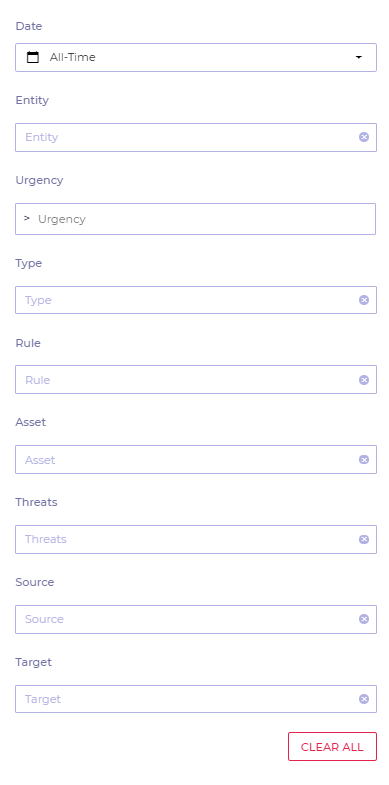 Date
All-Time
Entity
Entity
Urgency
> Urgency
Type
Type
Rule
Rule
Asset
Asset
Threats
Threats
Source
Source
Target
Target
CLEAR ALL